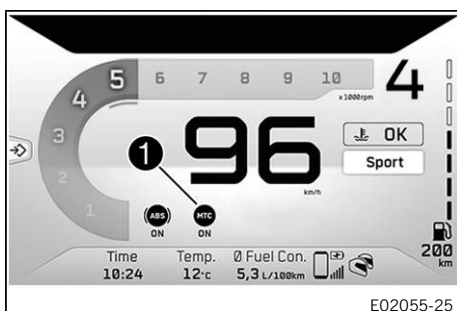 5 6 7 8 9 10
x1000rpm
4
4
3
2
1
96
km/h
OK
Sport
1
ABS
ON
MTC
ON
200
km
Time Temp. Ø Fuel Con.
10:24 12°C 5,3 L/100km
E02055-25